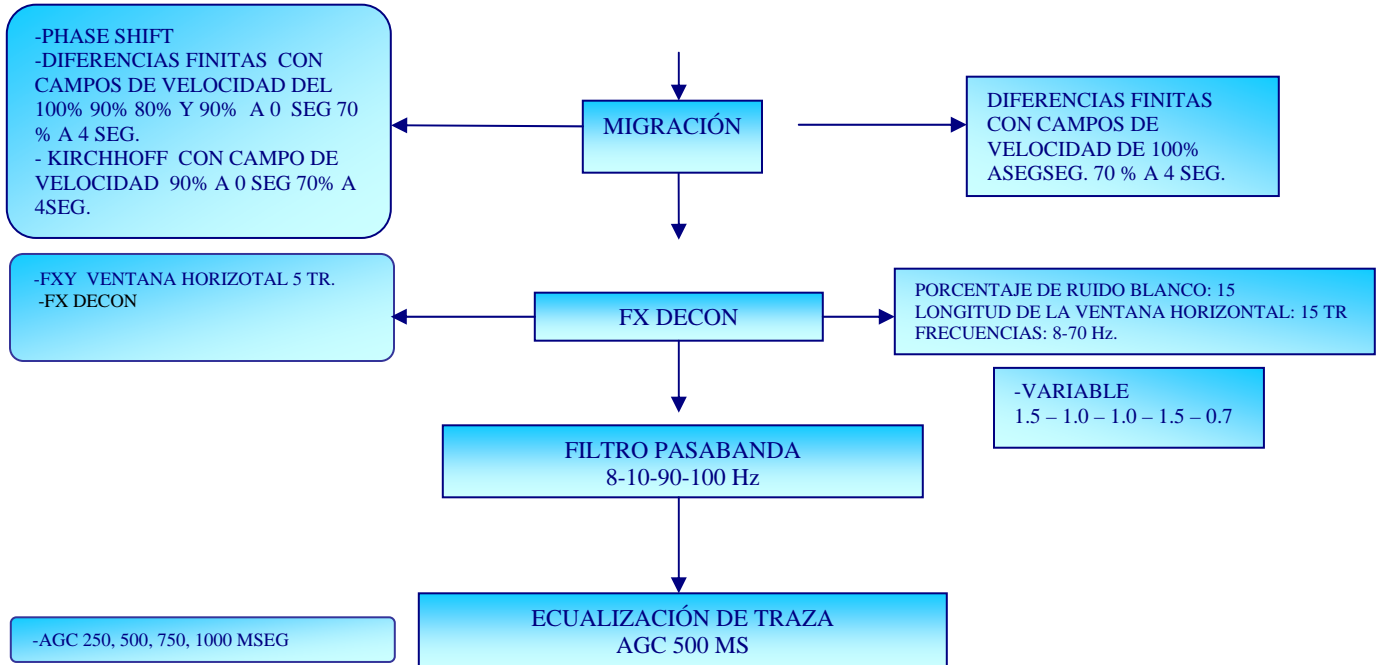 -PHASE SHIFT
-DIFERENCIAS FINITAS CON
CAMPOS DE VELOCIDAD DEL
100% 90% 80% Y 90% A 0 SEG 70
% A 4 SEG.
- KIRCHHOFF CON CAMPO DE
VELOCIDAD 90% A 0 SEG 70% A
4SEG.
MIGRACIÓN
DIFERENCIAS FINITAS
CON CAMPOS DE
VELOCIDAD DE 100%
ASEGSEG. 70 % A 4 SEG.
-FXY VENTANA HORIZOTAL 5 TR.
-FX DECON
FX DECON
PORCENTAJE DE RUIDO BLANCO: 15
LONGITUD DE LA VENTANA HORIZONTAL: 15 TR
FRECUENCIAS: 8-70 Hz.
-VARIABLE
1.5 – 1.0 – 1.0 – 1.5 – 0.7
FILTRO PASABANDA
8-10-90-100 Hz
-AGC 250, 500, 750, 1000 MSEG
ECUALIZACIÓN DE TRAZA
AGC 500 MS